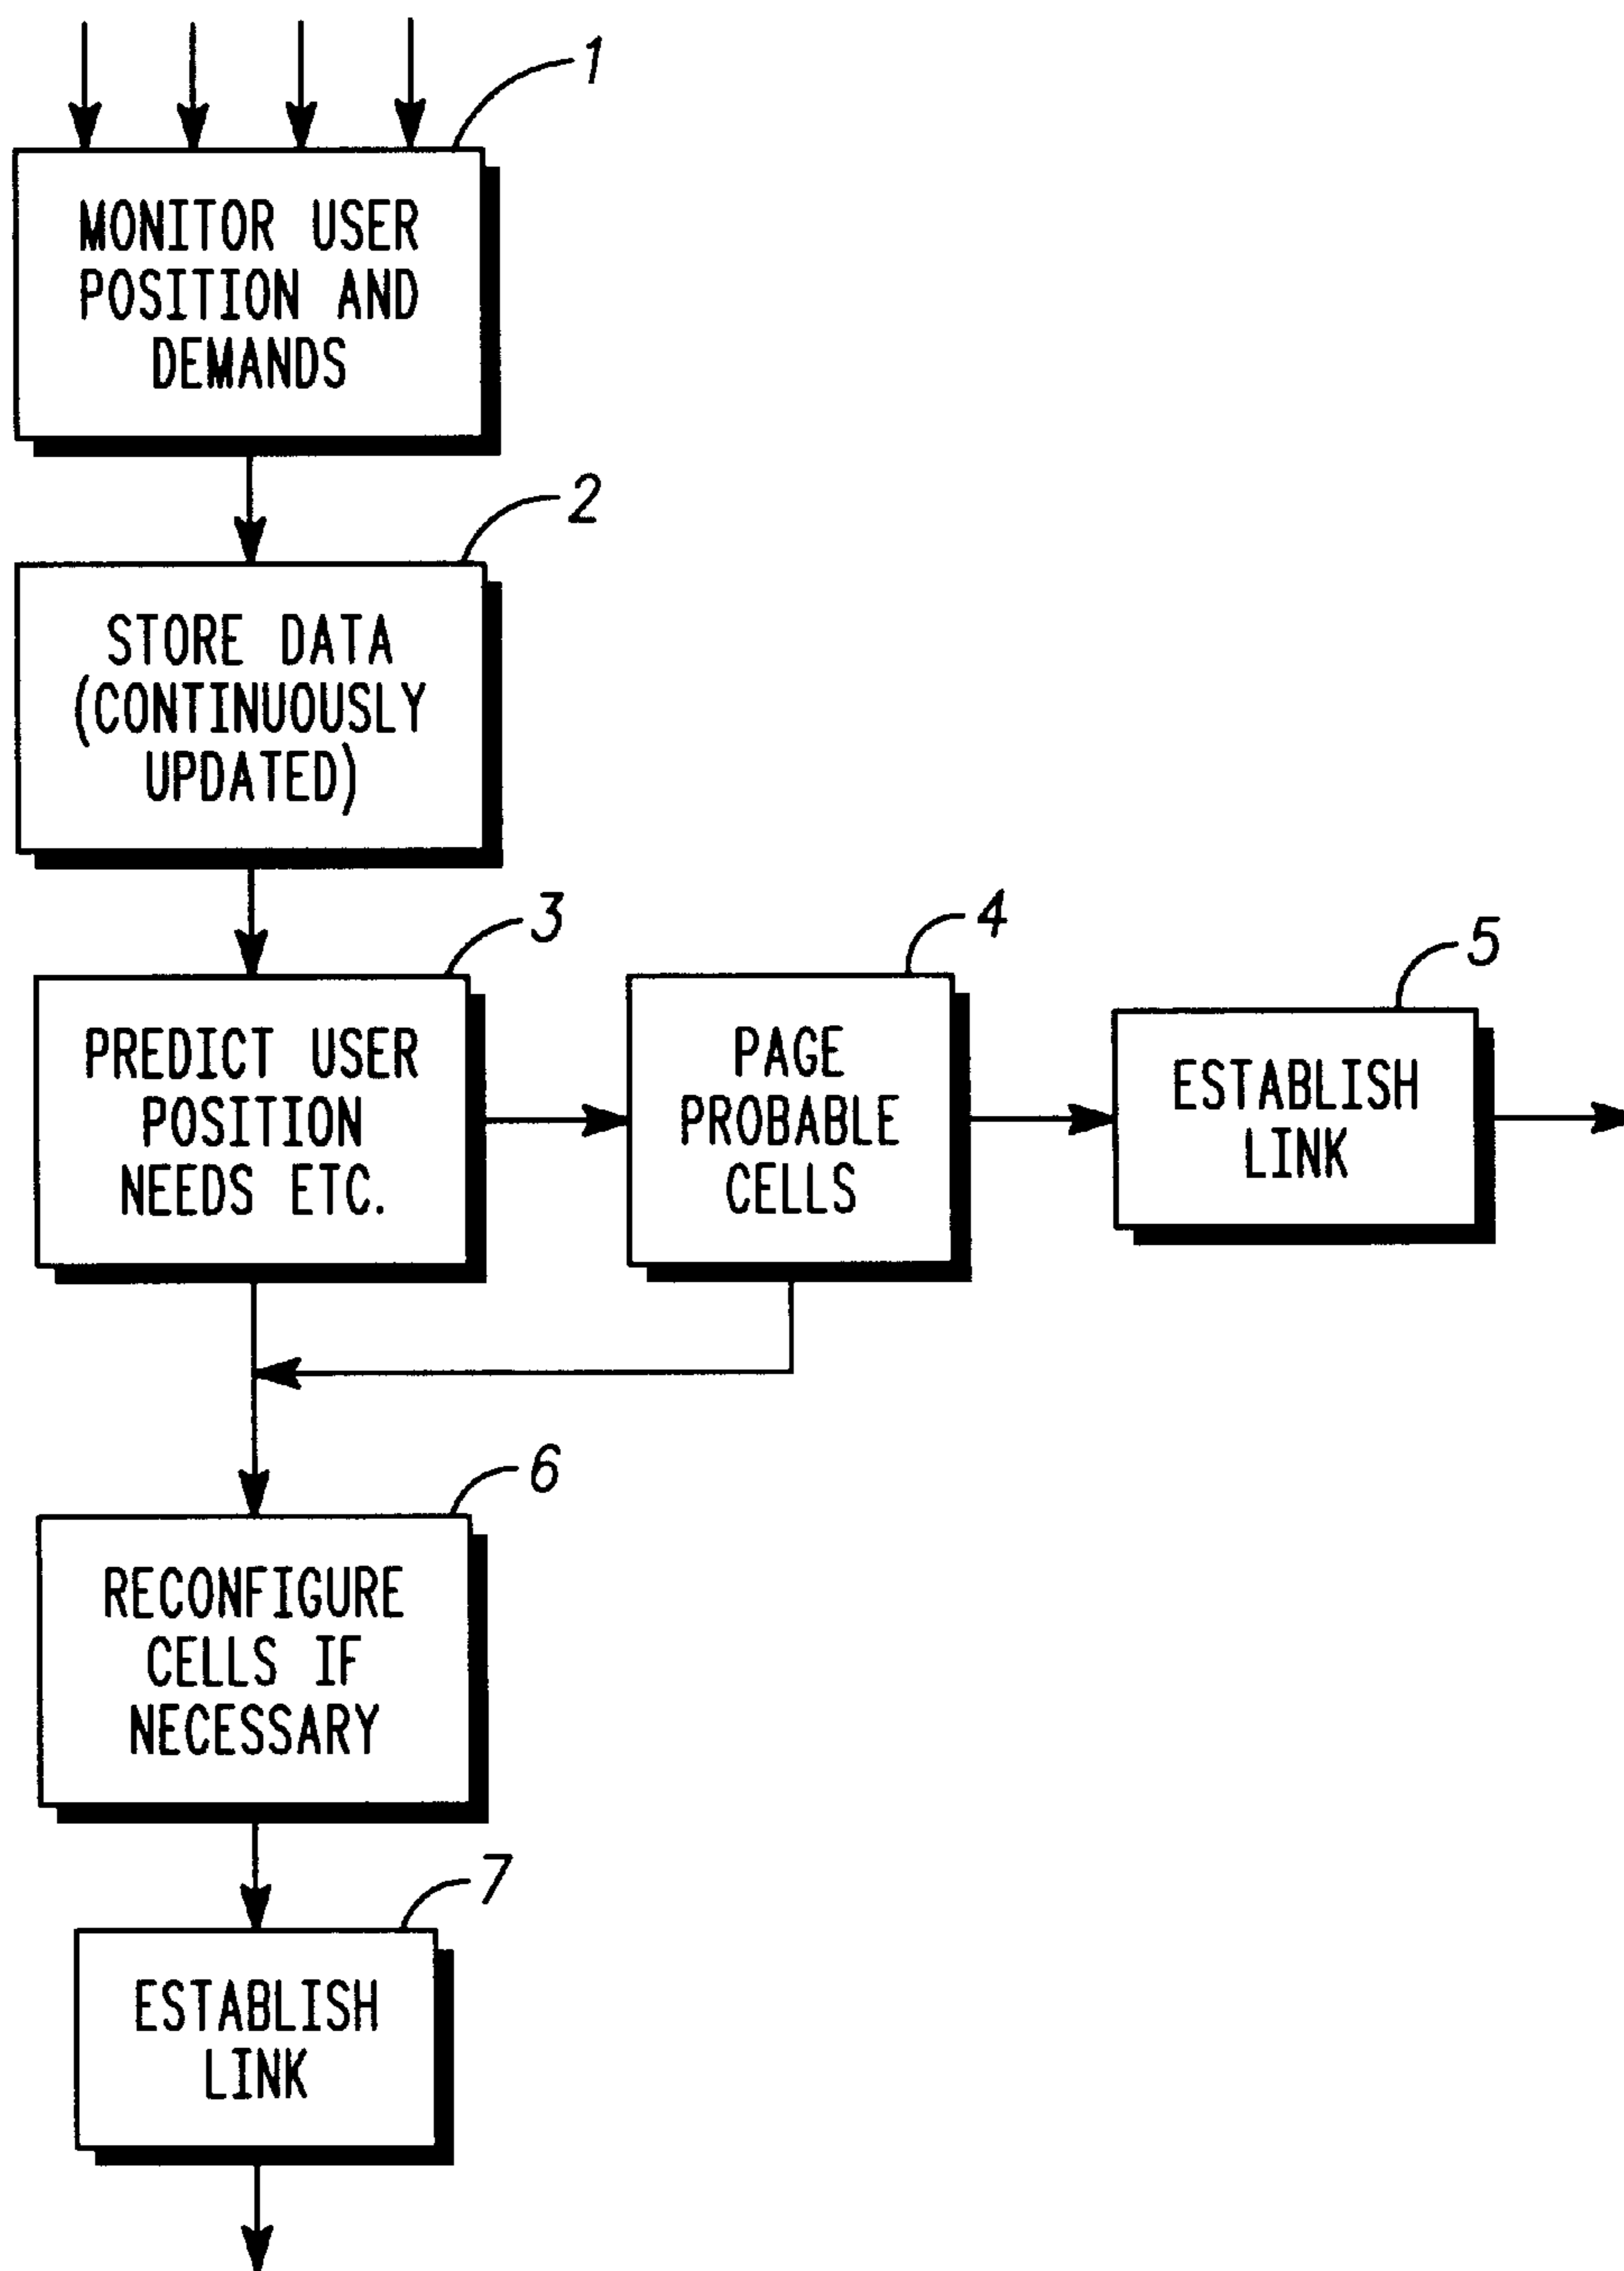 1
MONITOR USER
POSITION AND
DEMANDS
2
STORE DATA
(CONTINUOUSLY
UPDATED)
3
PREDICT USER
POSITION
NEEDS ETC.
4
PAGE
PROBABLE
CELLS
5
ESTABLISH
LINK
6
RECONFIGURE
CELLS IF
NECESSARY
7
ESTABLISH
LINK